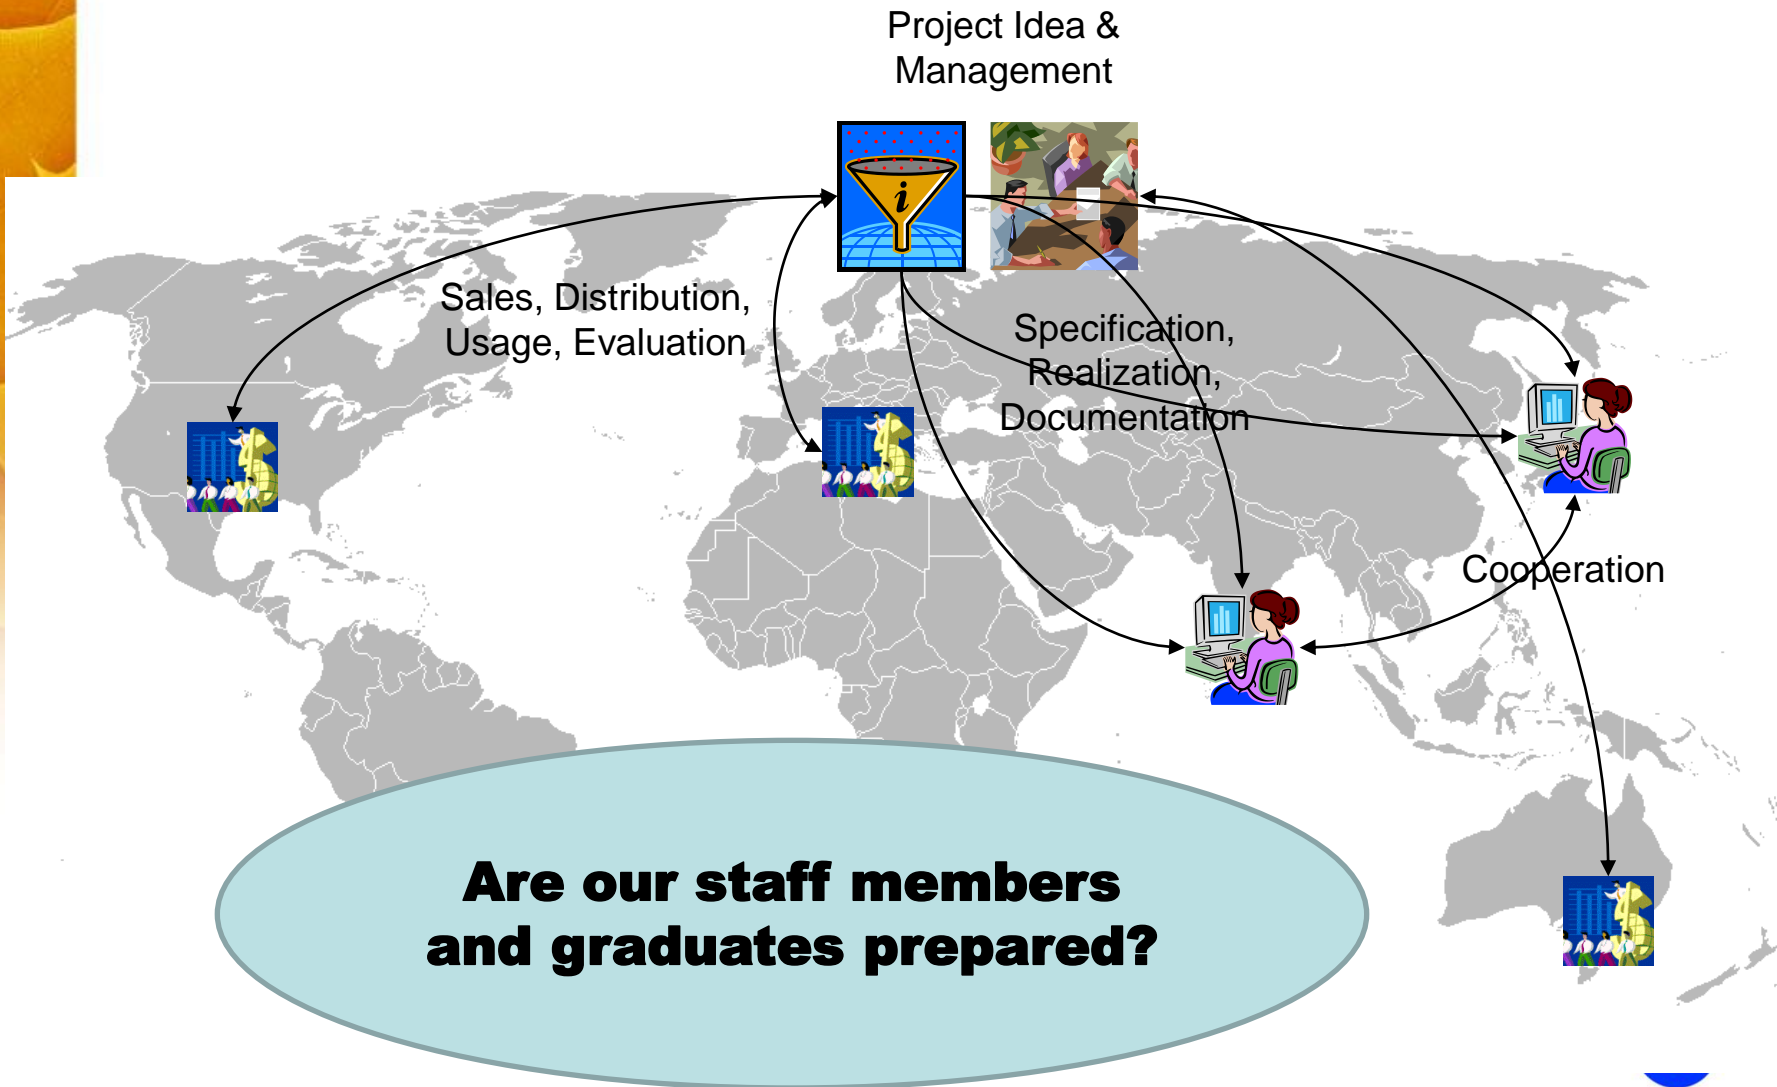 Project Idea &
Management
i
Sales, Distribution,
Usage, Evaluation
Specification,
Realization,
Documentation
Cooperation
Are our staff members
and graduates prepared?